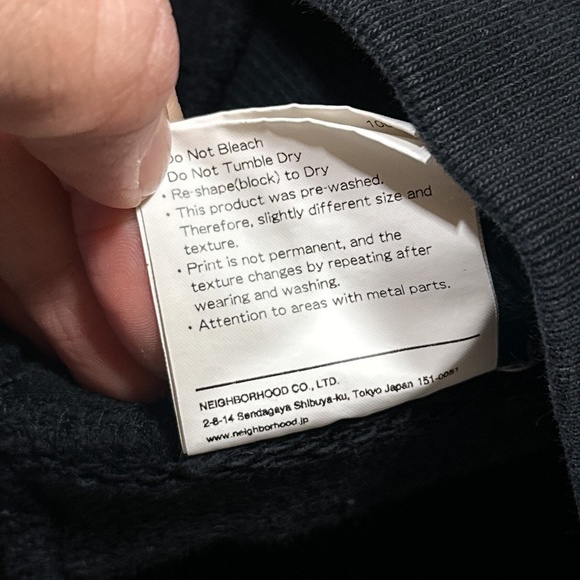 Do Not Bleach
Do Not Tumble Dry
• Re-shape(block) to Dry
• This product was pre-washed.
Therefore, slightly different size and
texture.
• Print is not permanent, and the
texture changes by repeating after
wearing and washing.
• Attention to areas with metal parts.
NEIGHBORHOOD CO., LTD.
2-8-14 Sendagaya Shibuya-ku, Tokyo Japan 151-0051
www.neighborhood.jp